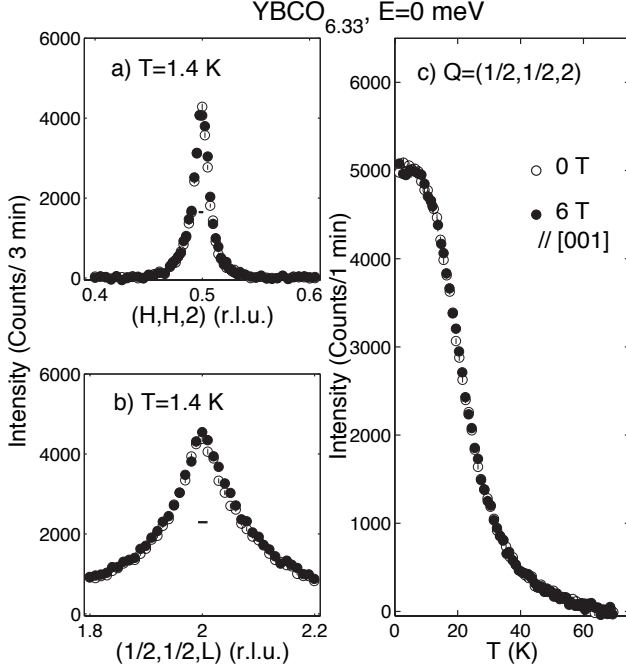 YBCO6.33, E=0 meV
a) T=1.4 K
Intensity (Counts/ 3 min)
6000
4000
2000
0
0.4 0.5 0.6
(H,H,2) (r.l.u.)
b) T=1.4 K
6000
4000
2000
0
1.8 2 2.2
(1/2,1/2,L) (r.l.u.)
c) Q=(1/2,1/2,2)
0 T
6 T
// [001]
Intensity (Counts/1 min)
6000
5000
4000
3000
2000
1000
0
0 20 40 60
T (K)